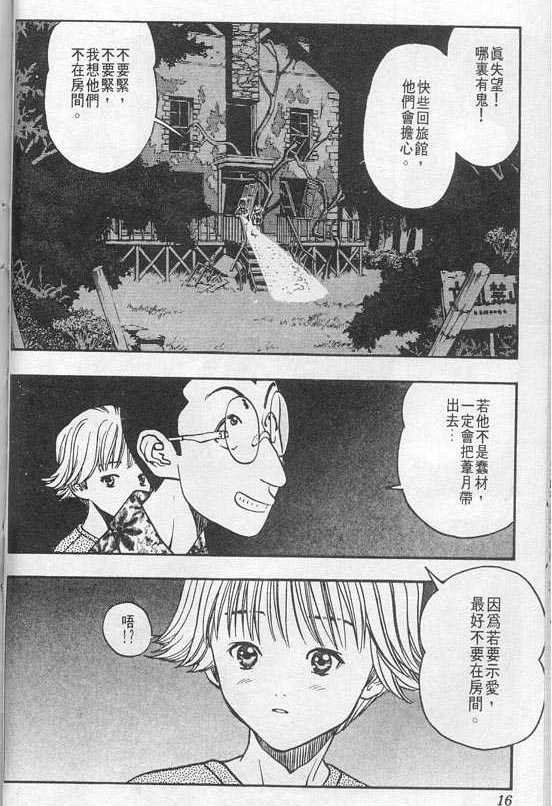 真失望！
哪裏有鬼！
快些回旅館，
他們會擔心。
不要緊，
不要緊，
我想他們
不在房間。
若他不是蠢材，
一定會把葦月帶
出去…
因爲若要示愛，
最好不要在房間。
唔!?
16